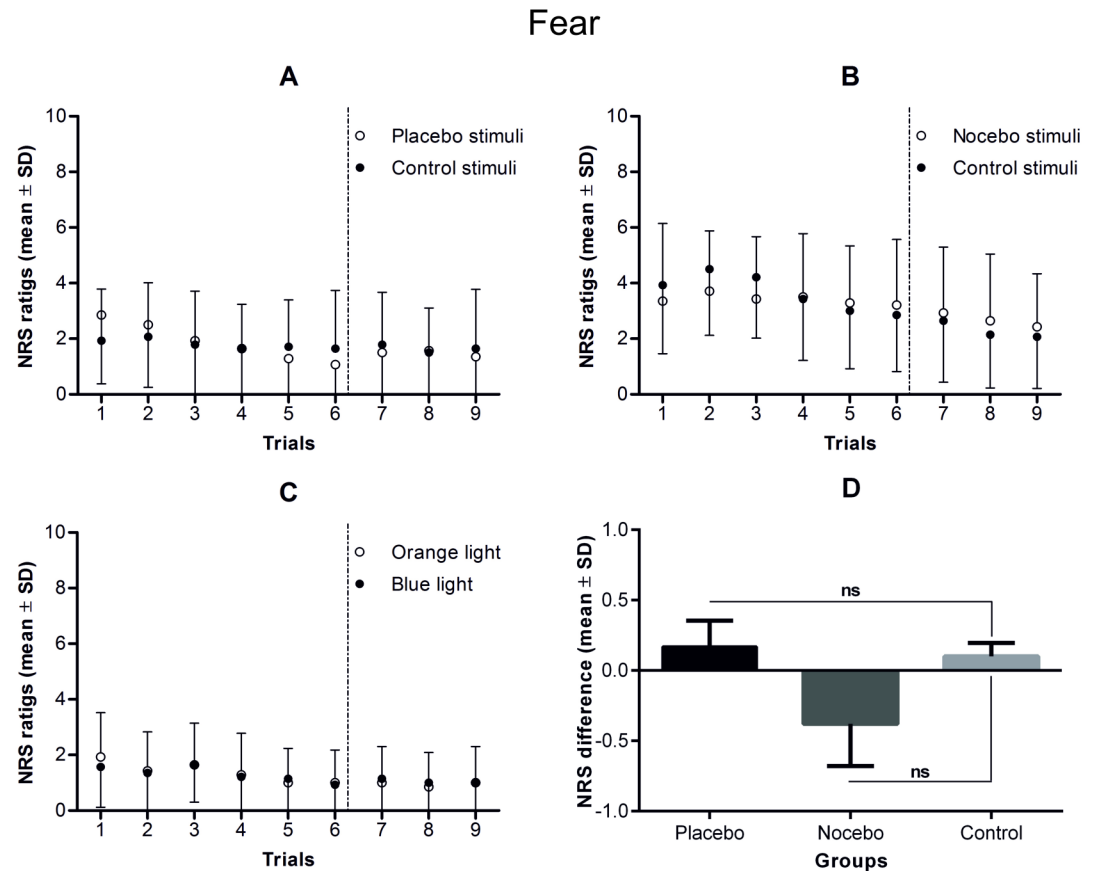 Fear
A
NRS ratigs (mean ± SD)
10
8
6
4
2
0
Placebo stimuli
Control stimuli
1 2 3 4 5 6 7 8 9
Trials
B
NRS ratigs (mean ± SD)
10
8
6
4
2
0
Nocebo stimuli
Control stimuli
1 2 3 4 5 6 7 8 9
Trials
C
NRS ratigs (mean ± SD)
10
8
6
4
2
0
Orange light
Blue light
1 2 3 4 5 6 7 8 9
Trials
D
NRS difference (mean ± SD)
1.0
0.5
0.0
-0.5
-1.0
ns
ns
Placebo Nocebo Control
Groups